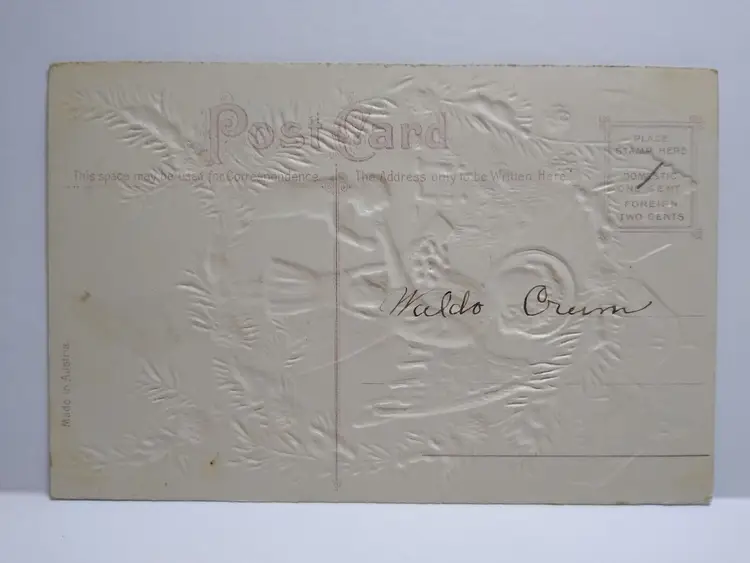 Post Card
This space may be used for Correspondence
The Address only to be Written Here
PLACE
STAMP HERE
DOMESTIC
ONE CENT
FOREIGN
TWO CENTS
Waldo Crum
Made in Austria.